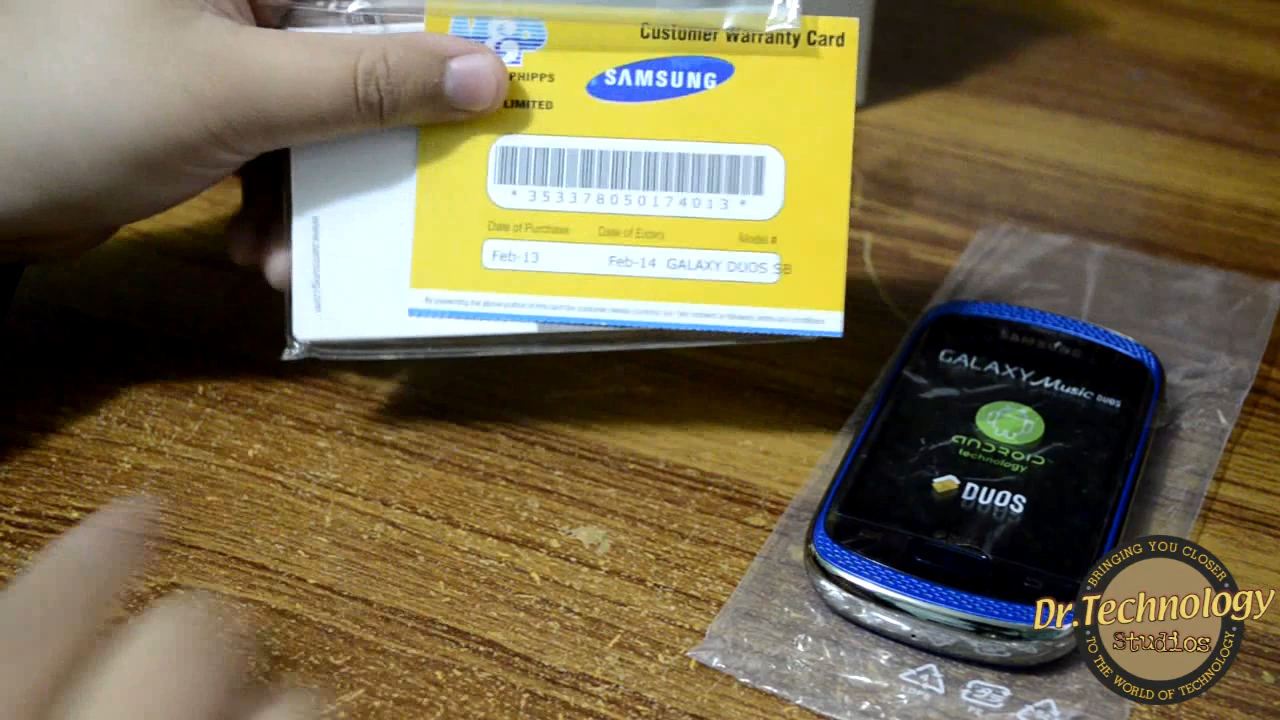 Customer Warranty Card
PHIPPS
SAMSUNG
LIMITED
* 353378050174013 *
Date of Purchase Date of Expiry Model #
Feb-13 Feb-14 GALAXY DUOS SB
SAMSUNG
GALAXY Music DUOS
ANDROID
technology
DUOS
BRINGING YOU CLOSER
Dr.Technology
Studios
TO THE WORLD OF TECHNOLOGY